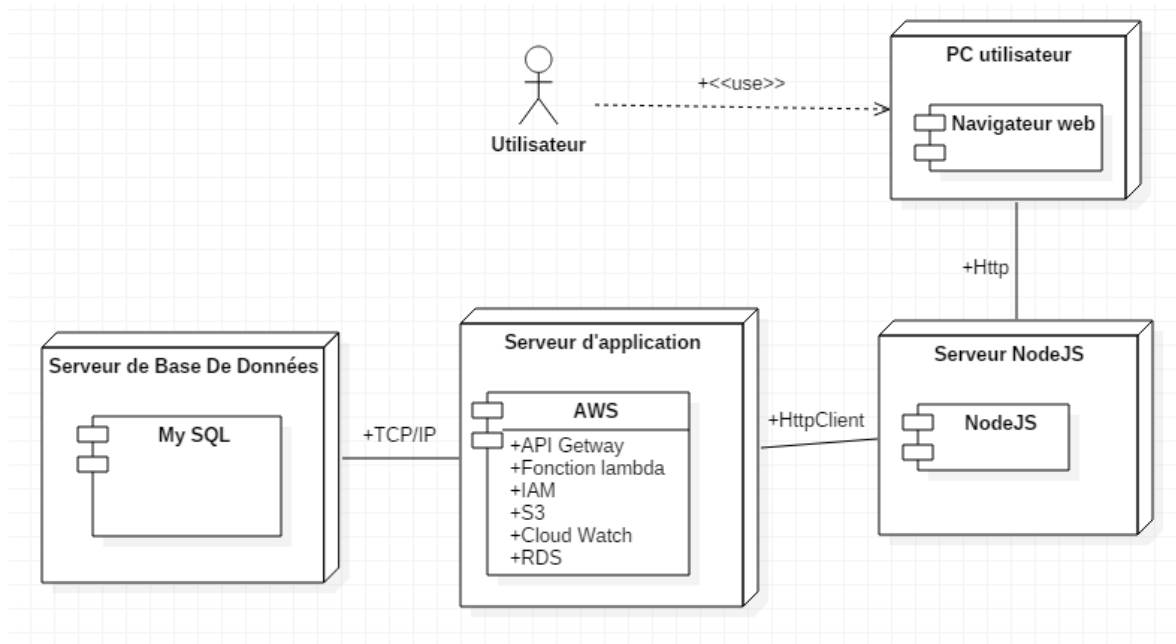 PC utilisateur
+<<use>>
Navigateur web
Utilisateur
+Http
Serveur de Base De Données
My SQL
+TCP/IP
Serveur d'application
AWS
+API Getway
+Fonction lambda
+IAM
+S3
+Cloud Watch
+RDS
+HttpClient
Serveur NodeJS
NodeJS